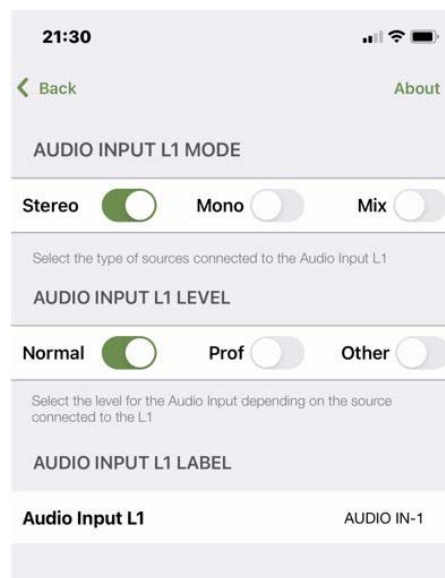 21:30
Back About
AUDIO INPUT L1 MODE
Stereo Mono Mix
Select the type of sources connected to the Audio Input L1
AUDIO INPUT L1 LEVEL
Normal Prof Other
Select the level for the Audio Input depending on the source
connected to the L1
AUDIO INPUT L1 LABEL
Audio Input L1 AUDIO IN-1